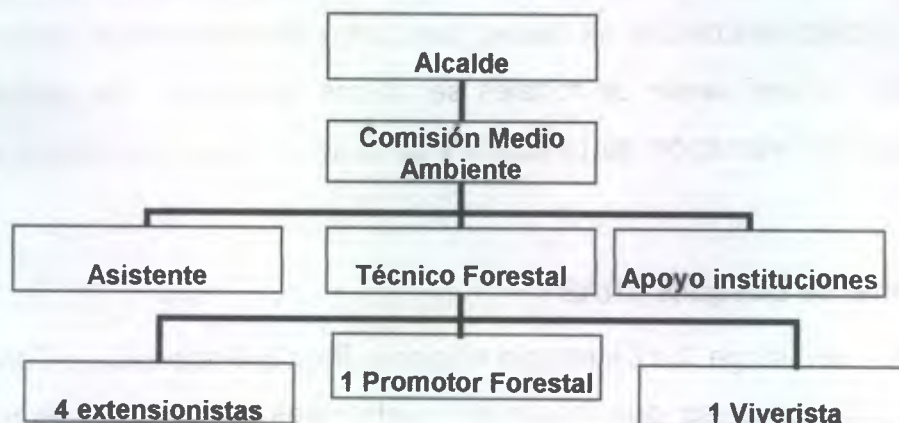 Alcalde
Comisión Medio
Ambiente
Asistente
Técnico Forestal
Apoyo instituciones
4 extensionistas
1 Promotor Forestal
1 Viverista